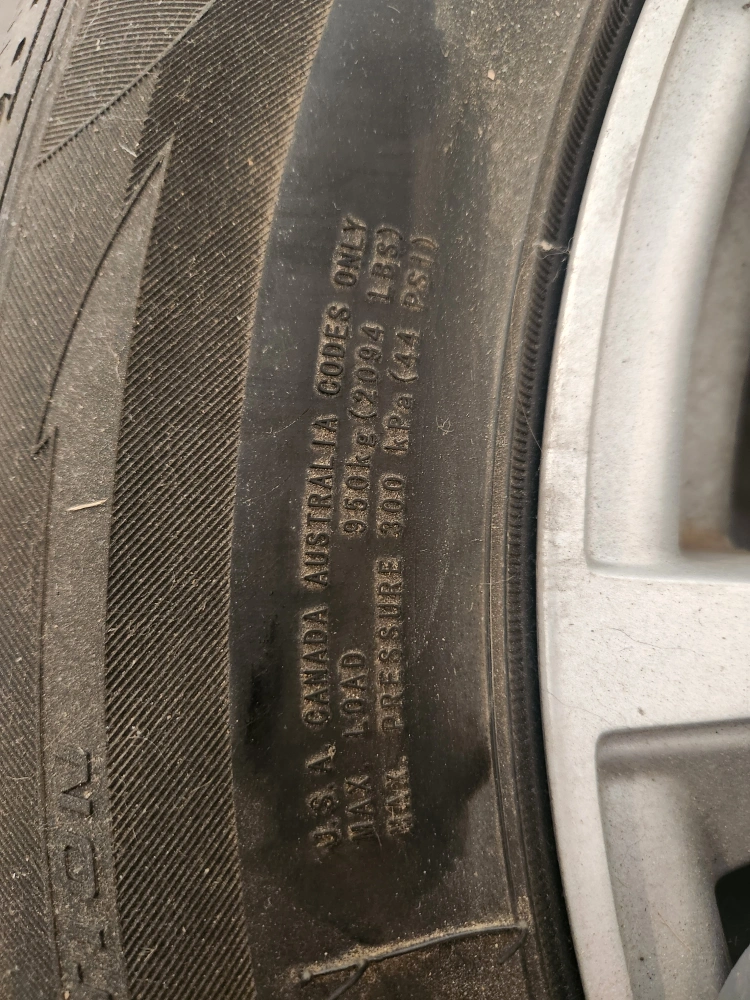 U.S.A. CANADA AUSTRALIA CODES ONLY
MAX. LOAD 950kg(2094 LBS)
MAX. PRESSURE 300 kPa(44 PSI)